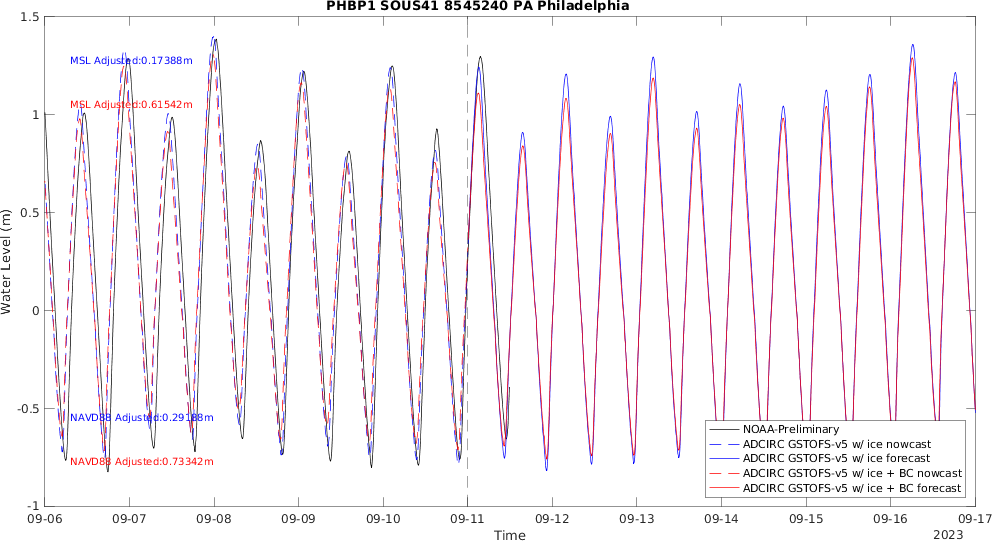 PHBP1 SOUS41 8545240 PA Philadelphia
1.5
1
0.5
0
-0.5
-1
Water Level (m)
MSL Adjusted:0.17388m
MSL Adjusted:0.61542m
NAVD88 Adjusted:0.29188m
NAVD88 Adjusted:0.73342m
NOAA-Preliminary
ADCIRC GSTOFS-v5 w/ ice nowcast
ADCIRC GSTOFS-v5 w/ ice forecast
ADCIRC GSTOFS-v5 w/ ice + BC nowcast
ADCIRC GSTOFS-v5 w/ ice + BC forecast
09-06 09-07 09-08 09-09 09-10 09-11 09-12 09-13 09-14 09-15 09-16 09-17
Time
2023